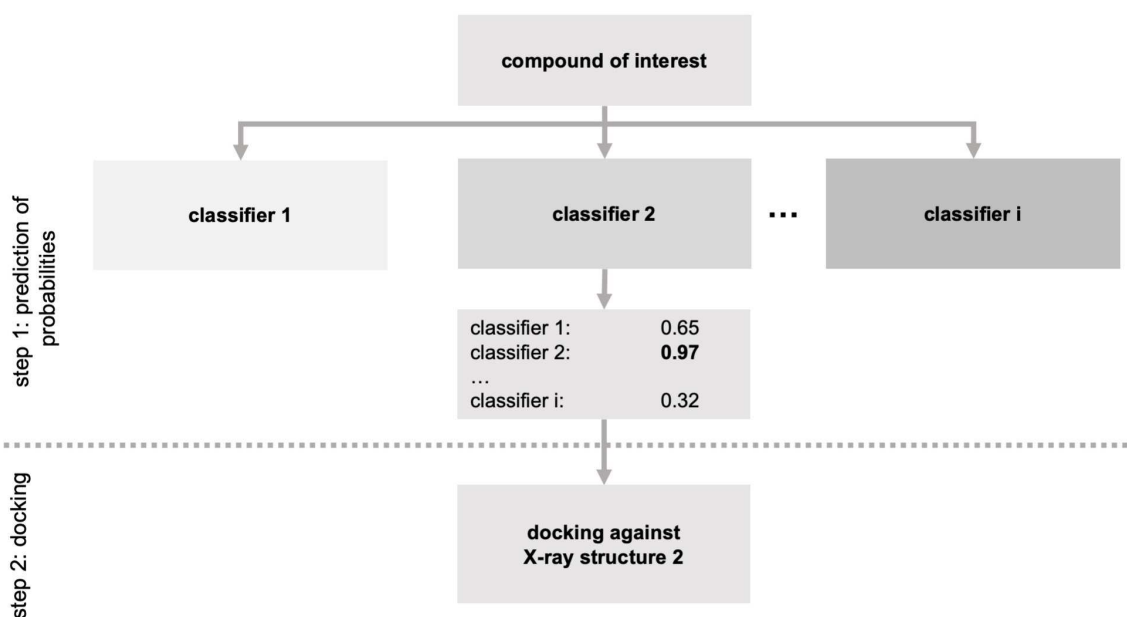 compound of interest
step 1: prediction of
probabilities
classifier 1
classifier 2
...
classifier i
classifier 1: 0.65
classifier 2: 0.97
...
classifier i: 0.32
step 2: docking
docking against
X-ray structure 2